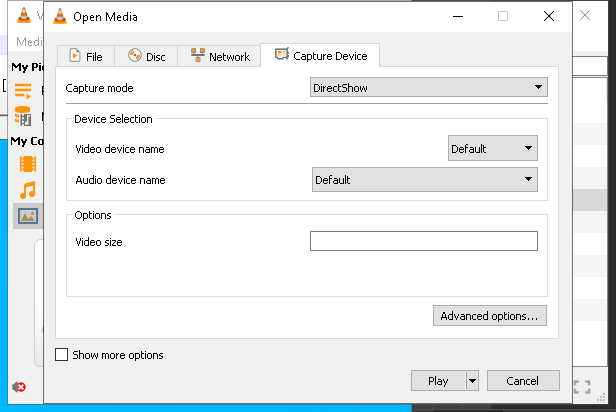 Open Media
Medi
File
Disc
Network
Capture Device
My Pi
My Co
Capture mode
DirectShow
Device Selection
Video device name
Default
Audio device name
Default
Options
Video size
Advanced options...
Show more options
Play
Cancel